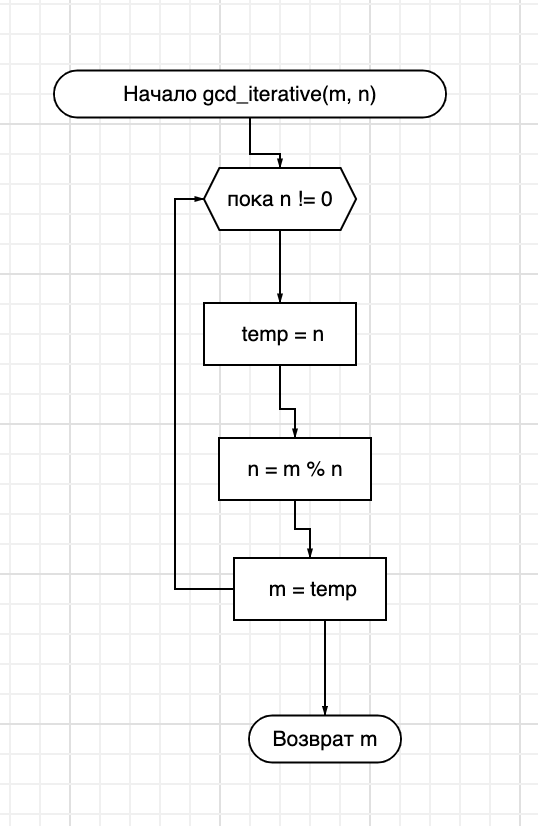 Начало gcd_iterative(m, n)
пока n != 0
temp = n
n = m % n
m = temp
Возврат m